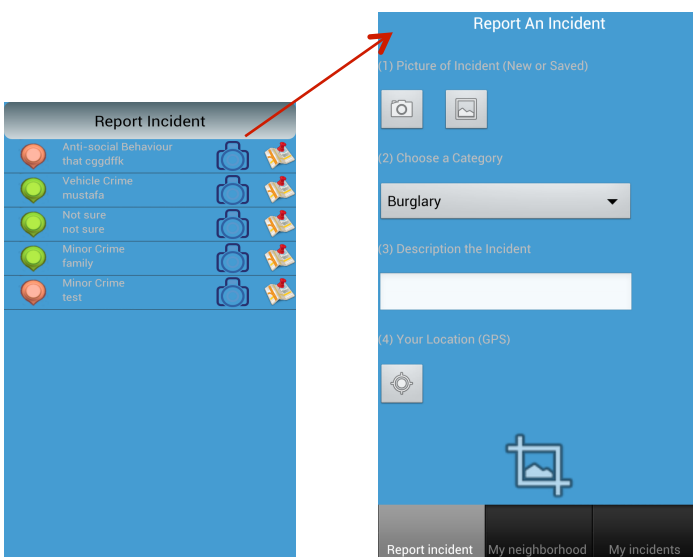 Report Incident
Anti-social Behaviour
that cggdffk
Vehicle Crime
mustafa
Not sure
not sure
Minor Crime
family
Minor Crime
test
Report An Incident
(1) Picture of Incident (New or Saved)
(2) Choose a Category
Burglary
(3) Description the Incident
(4) Your Location (GPS)
Report incident
My neighborhood
My incidents